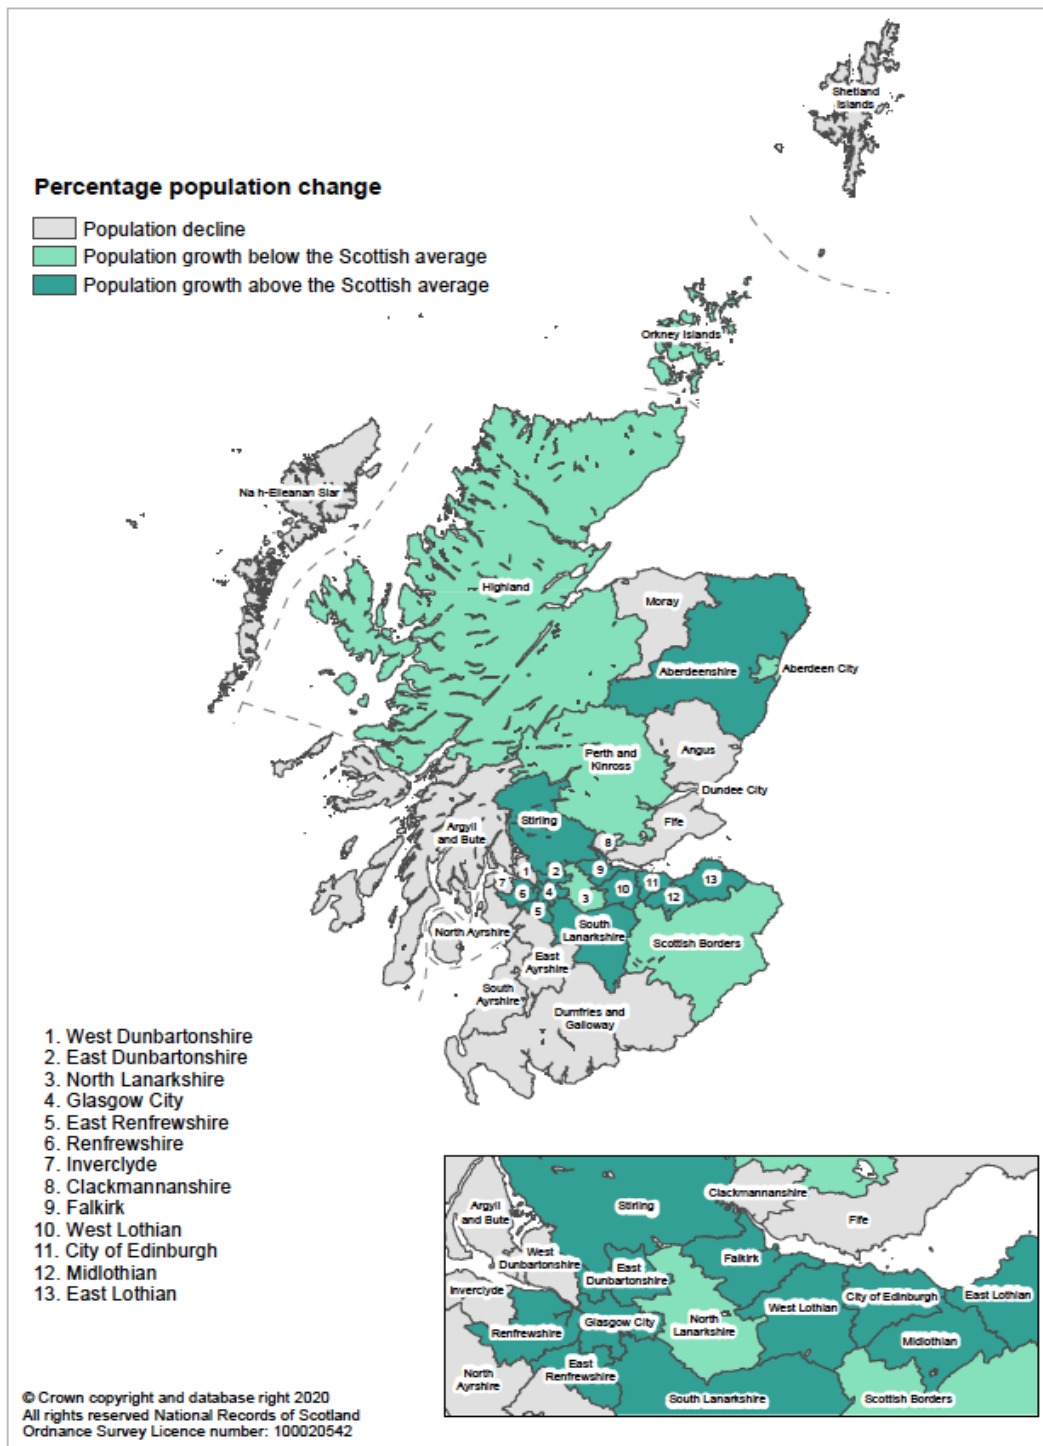 Shetland
Islands
Percentage population change
Population decline
Population growth below the Scottish average
Population growth above the Scottish average
Orkney Islands
Na h-Eileanan Siar
Highland
Moray
Aberdeenshire
Aberdeen City
Angus
Perth and
Kinross
Dundee City
Fife
Stirling
Argyll
and Bute
8
1
2
9
7
6
4
3
10
11
12
13
5
North Ayrshire
South
Lanarkshire
Scottish Borders
East
Ayrshire
South
Ayrshire
Dumfries and
Galloway
1. West Dunbartonshire
2. East Dunbartonshire
3. North Lanarkshire
4. Glasgow City
5. East Renfrewshire
6. Renfrewshire
7. Inverclyde
8. Clackmannanshire
9. Falkirk
10. West Lothian
11. City of Edinburgh
12. Midlothian
13. East Lothian
Clackmannanshire
Argyll
and Bute
Stirling
Fife
West
Dunbartonshire
East
Dunbartonshire
Falkirk
Inverclyde
City of Edinburgh
East Lothian
West Lothian
Renfrewshire
Glasgow City
North
Lanarkshire
Midlothian
North
Ayrshire
East
Renfrewshire
South Lanarkshire
Scottish Borders
© Crown copyright and database right 2020
All rights reserved National Records of Scotland
Ordnance Survey Licence number: 100020542